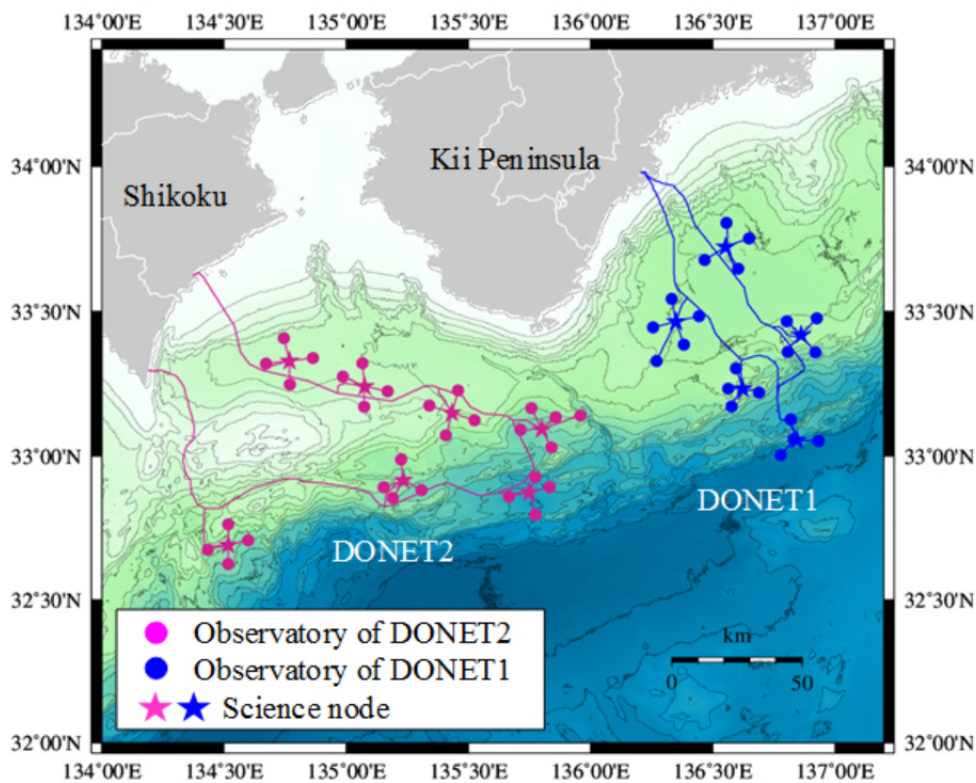 134°00'E 134°30'E 135°00'E 135°30'E 136°00'E 136°30'E 137°00'E
34°00'N 34°00'N
Kii Peninsula
Shikoku
33°30'N 33°30'N
33°00'N 33°00'N
DONET1
DONET2
32°30'N 32°30'N
Observatory of DONET2
Observatory of DONET1
Science node
km
0 50
32°00'N 32°00'N
134°00'E 134°30'E 135°00'E 135°30'E 136°00'E 136°30'E 137°00'E